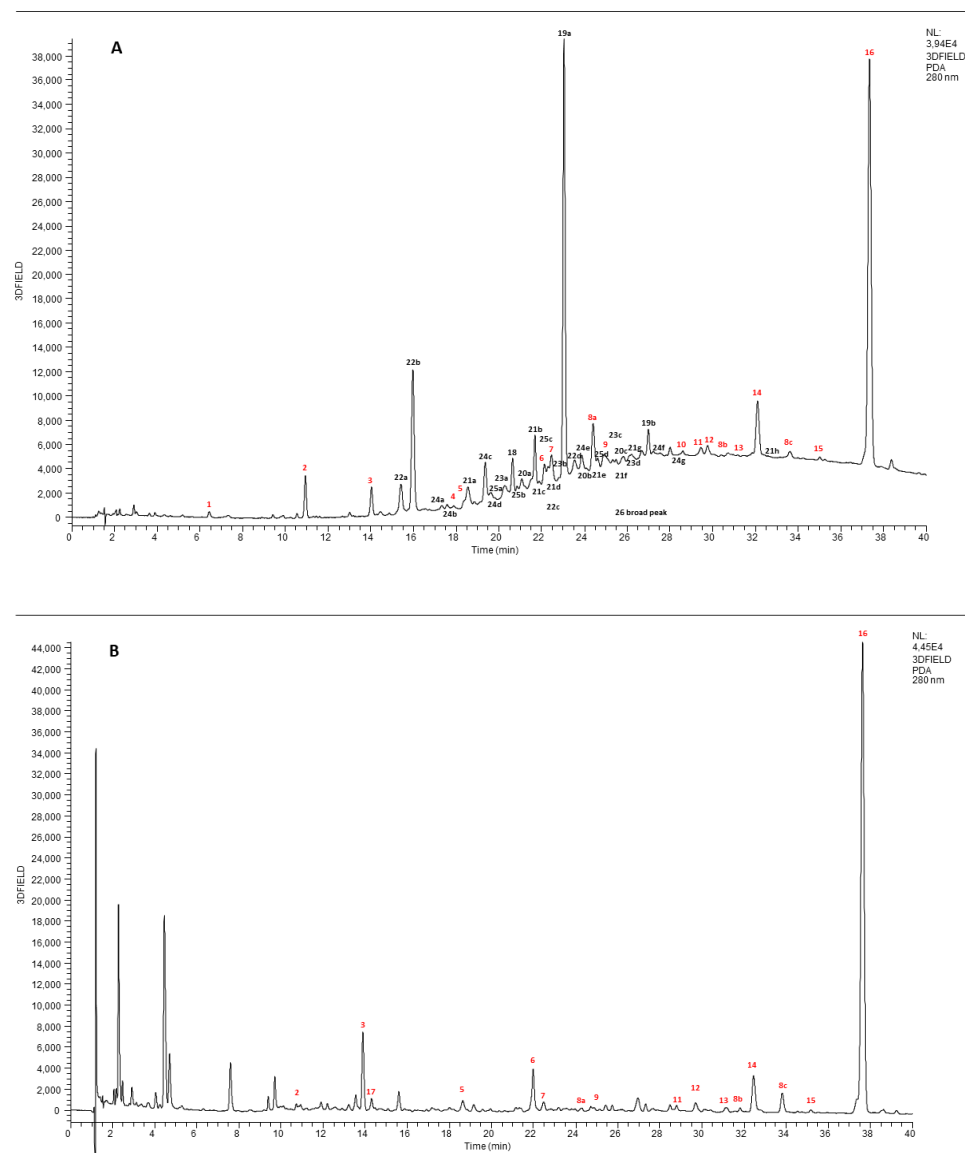 A
NL:
3,94E4
3DFIELD
PDA
280 nm
38,000
36,000
34,000
32,000
30,000
28,000
26,000
24,000
22,000
20,000
18,000
16,000
14,000
12,000
10,000
8,000
6,000
4,000
2,000
0
3DFIELD
1
2
3
22a
22b
24a
24b
4
5
21a
24c
25a
24d
23a
18
25b
20a
21b
25c
21c
6
7
21d
23b
22c
19a
22d
24e
20b
8a
25d
21e
9
23c
20c
21f
23d
21g
19b
24f
24g
10
11
12
8b
13
14
21h
8c
15
16
26 broad peak
0 2 4 6 8 10 12 14 16 18 20 22 24 26 28 30 32 34 36 38 40
Time (min)
B
NL:
4,45E4
3DFIELD
PDA
280 nm
44,000
42,000
40,000
38,000
36,000
34,000
32,000
30,000
28,000
26,000
24,000
22,000
20,000
18,000
16,000
14,000
12,000
10,000
8,000
6,000
4,000
2,000
0
3DFIELD
2
3
17
5
6
7
8a
9
11
12
13
8b
14
8c
15
16
0 2 4 6 8 10 12 14 16 18 20 22 24 26 28 30 32 34 36 38 40
Time (min)